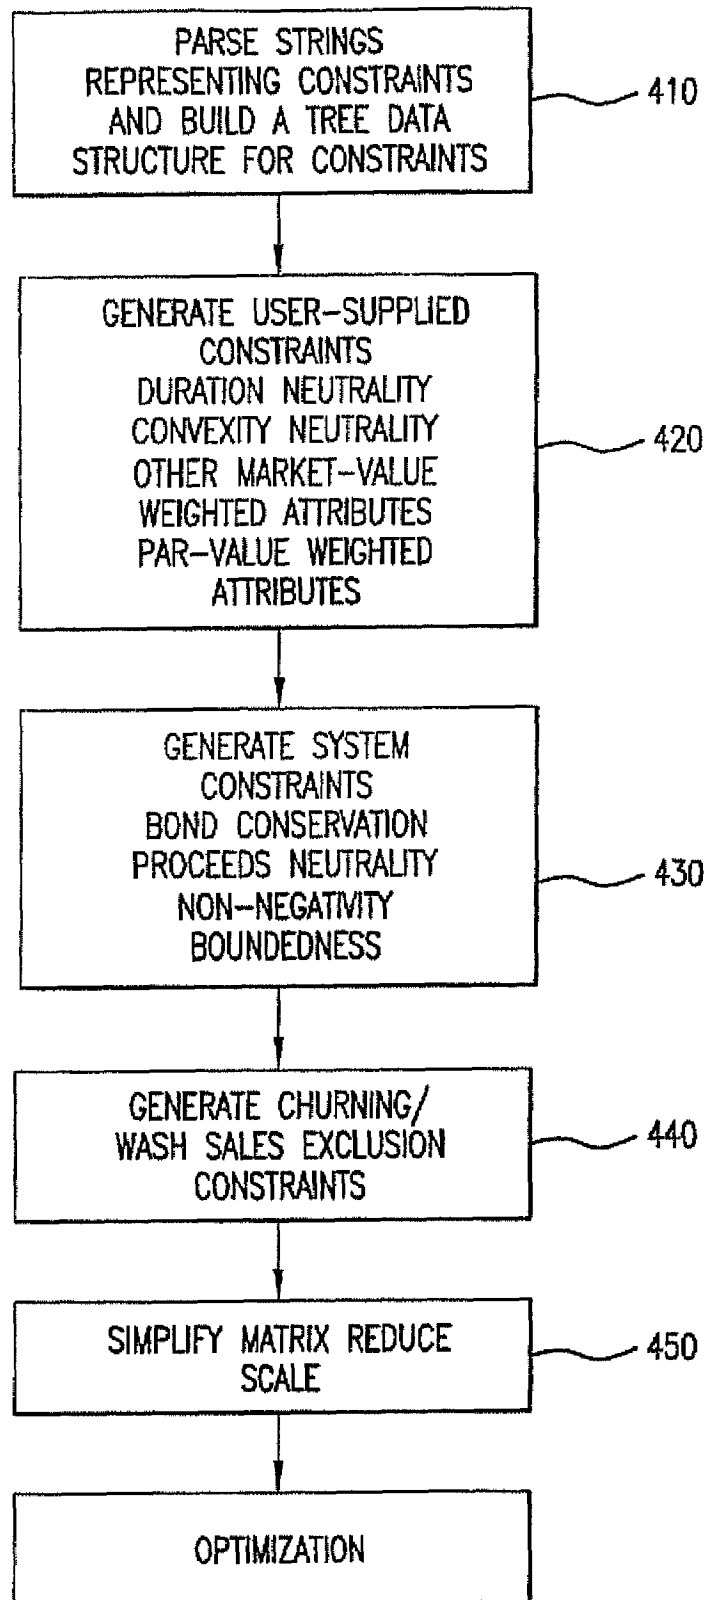 PARSE STRINGS
REPRESENTING CONSTRAINTS
AND BUILD A TREE DATA
STRUCTURE FOR CONSTRAINTS
410
GENERATE USER-SUPPLIED
CONSTRAINTS
DURATION NEUTRALITY
CONVEXITY NEUTRALITY
OTHER MARKET-VALUE
WEIGHTED ATTRIBUTES
PAR-VALUE WEIGHTED
ATTRIBUTES
420
GENERATE SYSTEM
CONSTRAINTS
BOND CONSERVATION
PROCEEDS NEUTRALITY
NON-NEGATIVITY
BOUNDEDNESS
430
GENERATE CHURNING/
WASH SALES EXCLUSION
CONSTRAINTS
440
SIMPLIFY MATRIX REDUCE
SCALE
450
OPTIMIZATION